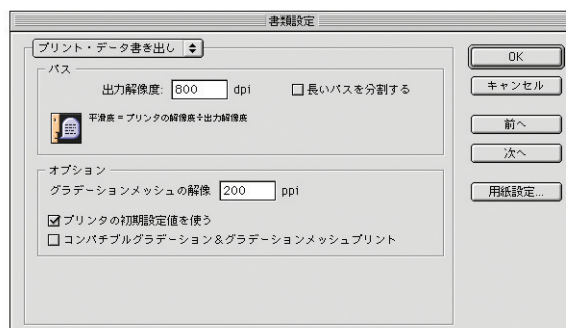 書類設定
プリント・データ書き出し
パス
出力解像度: 800 dpi
長いパスを分割する
平滑度 = プリンタの解像度÷出力解像度
オプション
グラデーションメッシュの解像 200 ppi
プリンタの初期設定値を使う
コンパチブルグラデーション&グラデーションメッシュプリント
OK
キャンセル
前へ
次へ
用紙設定...